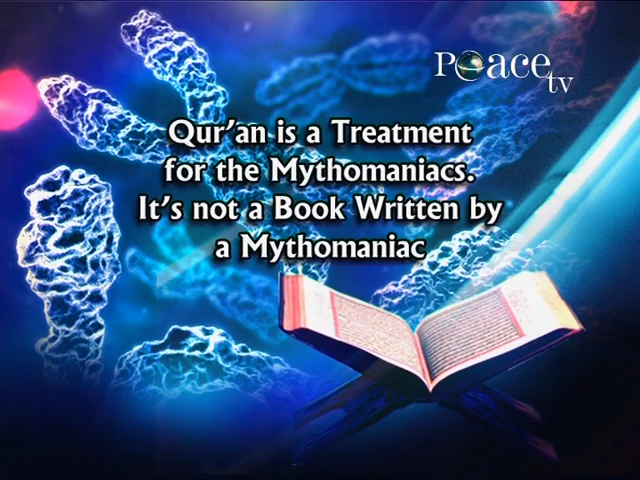 Peace
tv
Qur'an is a Treatment
for the Mythomaniacs.
It's not a Book Written by
a Mythomaniac